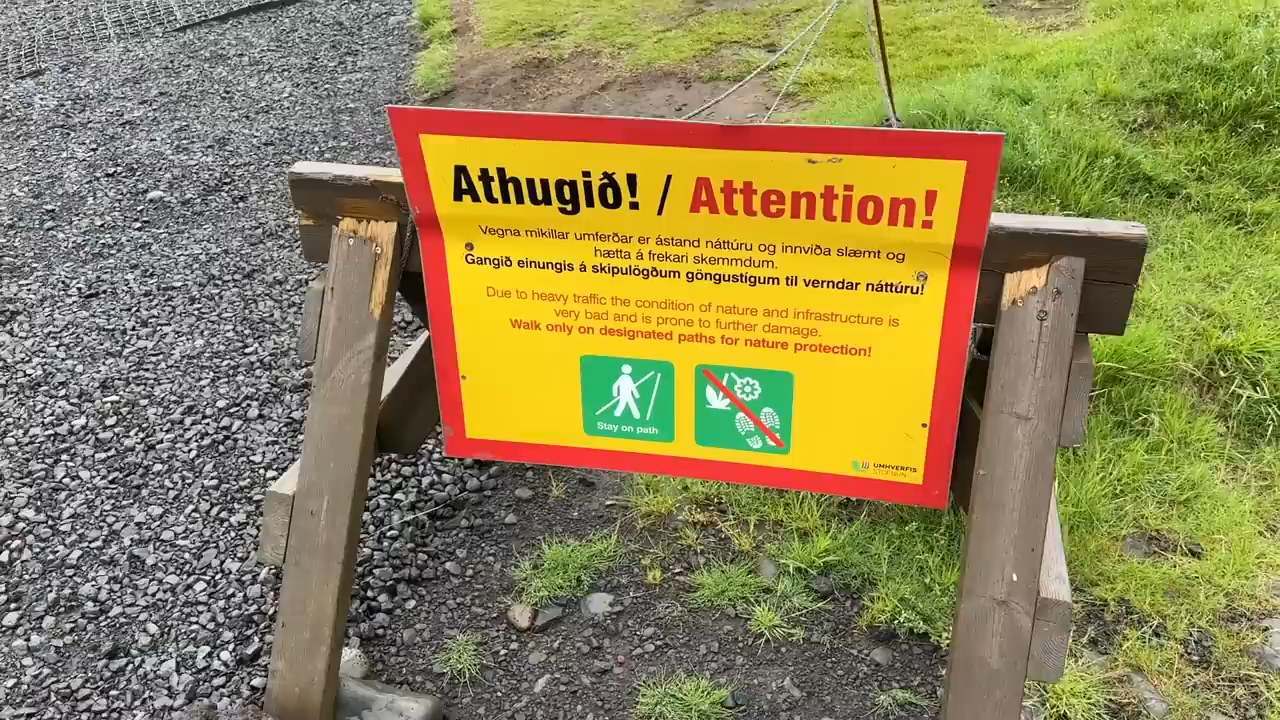 Athugið! / Attention!
Vegna mikillar umferðar er ástand náttúru og innviða slæmt og
hætta á frekari skemmdum.
Gangið einungis á skipulögðum göngustígum til verndar náttúru!
Due to heavy traffic the condition of nature and infrastructure is
very bad and is prone to further damage.
Walk only on designated paths for nature protection!
Stay on path
UMHVERFIS
STOFNUN